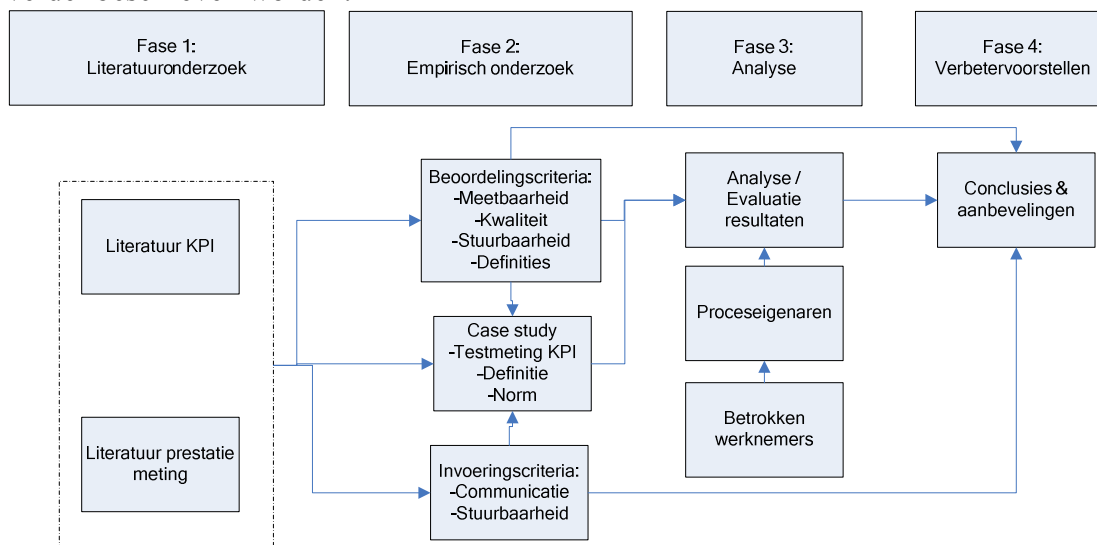 Fase 1:
Literatuuronderzoek
Fase 2:
Empirisch onderzoek
Fase 3:
Analyse
Fase 4:
Verbetervoorstellen
Literatuur KPI
Literatuur prestatie
meting
Beoordelingscriteria:
-Meetbaarheid
-Kwaliteit
-Stuurbaarheid
-Definities
Case study
-Testmeting KPI
-Definitie
-Norm
Invoeringscriteria:
-Communicatie
-Stuurbaarheid
Analyse /
Evaluatie
resultaten
Proceseigenaren
Betrokken
werknemers
Conclusies &
aanbevelingen